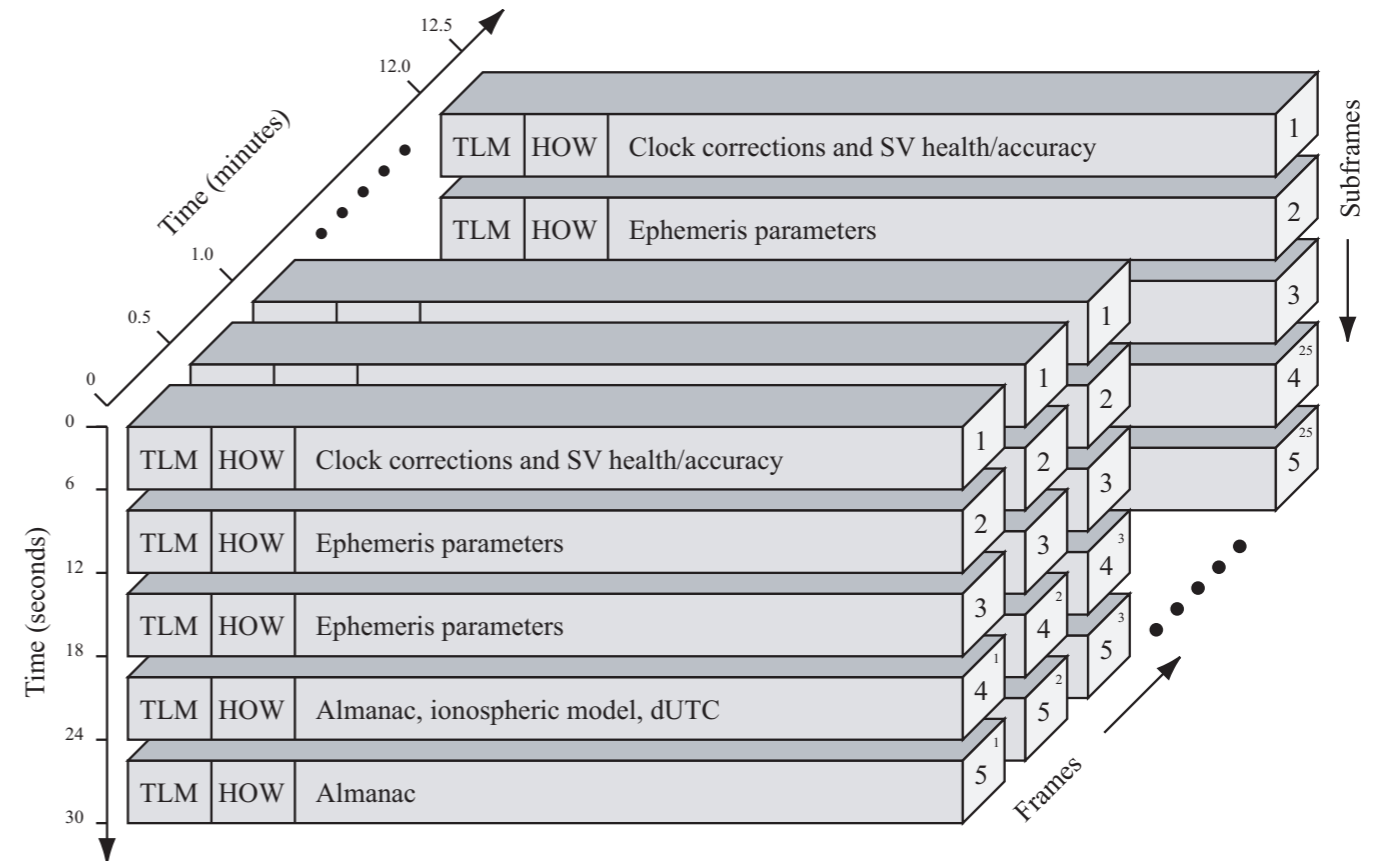 Time (minutes)
0
0.5
1.0
12.0
12.5
TLM HOW Clock corrections and SV health/accuracy 1
TLM HOW Ephemeris parameters 2
3
4 25
5 25
Subframes
1
2
3
4 3
5 3
1
2
3
4 2
5 2
Time (seconds)
0
6
12
18
24
30
TLM HOW Clock corrections and SV health/accuracy 1
TLM HOW Ephemeris parameters 2
TLM HOW Ephemeris parameters 3
TLM HOW Almanac, ionospheric model, dUTC 4 1
TLM HOW Almanac 5 1
Frames